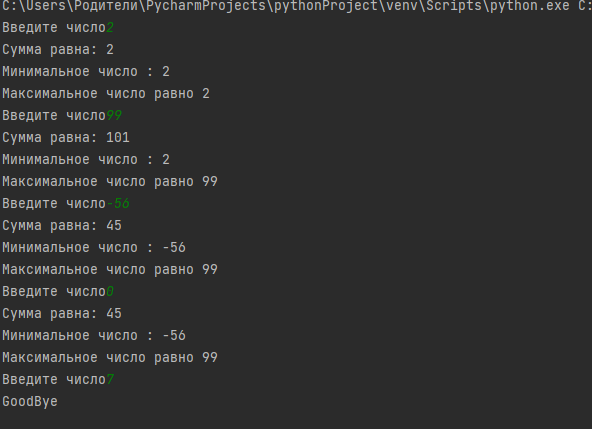 C:\Users\Родители\PycharmProjects\pythonProject\venv\Scripts\python.exe C:
Введите число2
Сумма равна: 2
Минимальное число : 2
Максимальное число равно 2
Введите число99
Сумма равна: 101
Минимальное число : 2
Максимальное число равно 99
Введите число-56
Сумма равна: 45
Минимальное число : -56
Максимальное число равно 99
Введите число0
Сумма равна: 45
Минимальное число : -56
Максимальное число равно 99
Введите число7
GoodBye